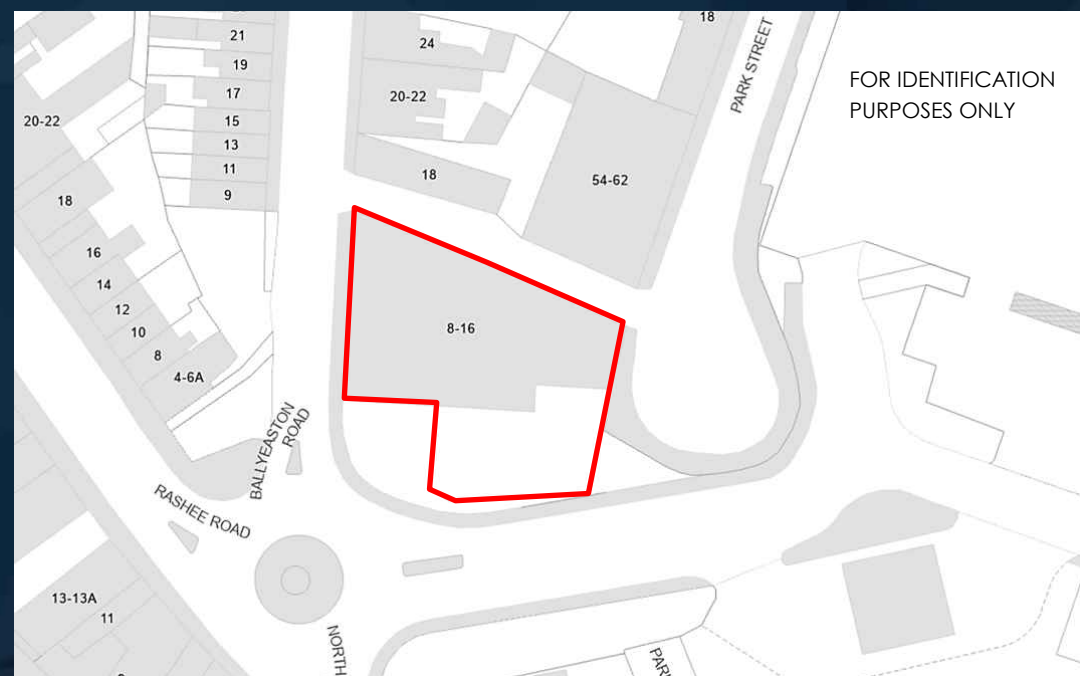 FOR IDENTIFICATION
PURPOSES ONLY
18
PARK STREET
21
19
17
15
13
11
9
24
20-22
18
54-62
20-22
18
16
14
12
10
8
4-6A
8-16
BALLYEASTON
ROAD
RASHEE ROAD
13-13A
11
NORTH